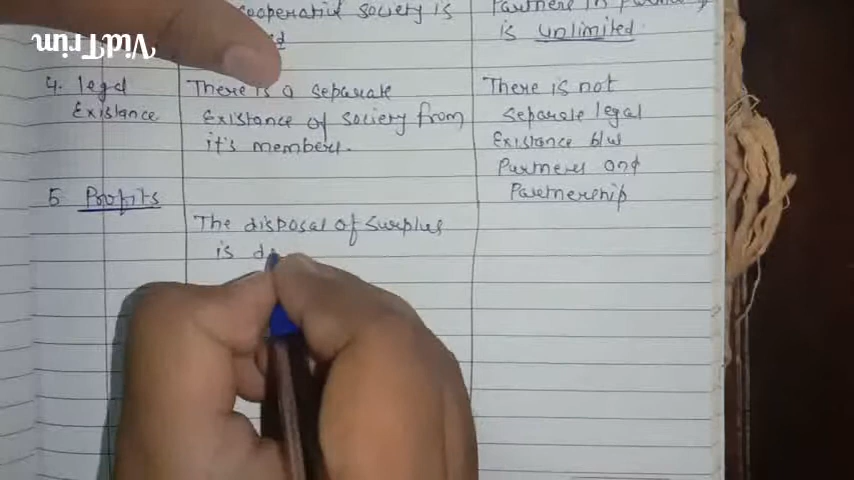 VidTrim
cooperative society is
Partners in
is unlimited
4. legal
Existance
There is a separate
Existance of society from
it's members.
There is not
separate legal
Existance b/w
Partners and
Partnership
5 Profits
The disposal of surplus
is de